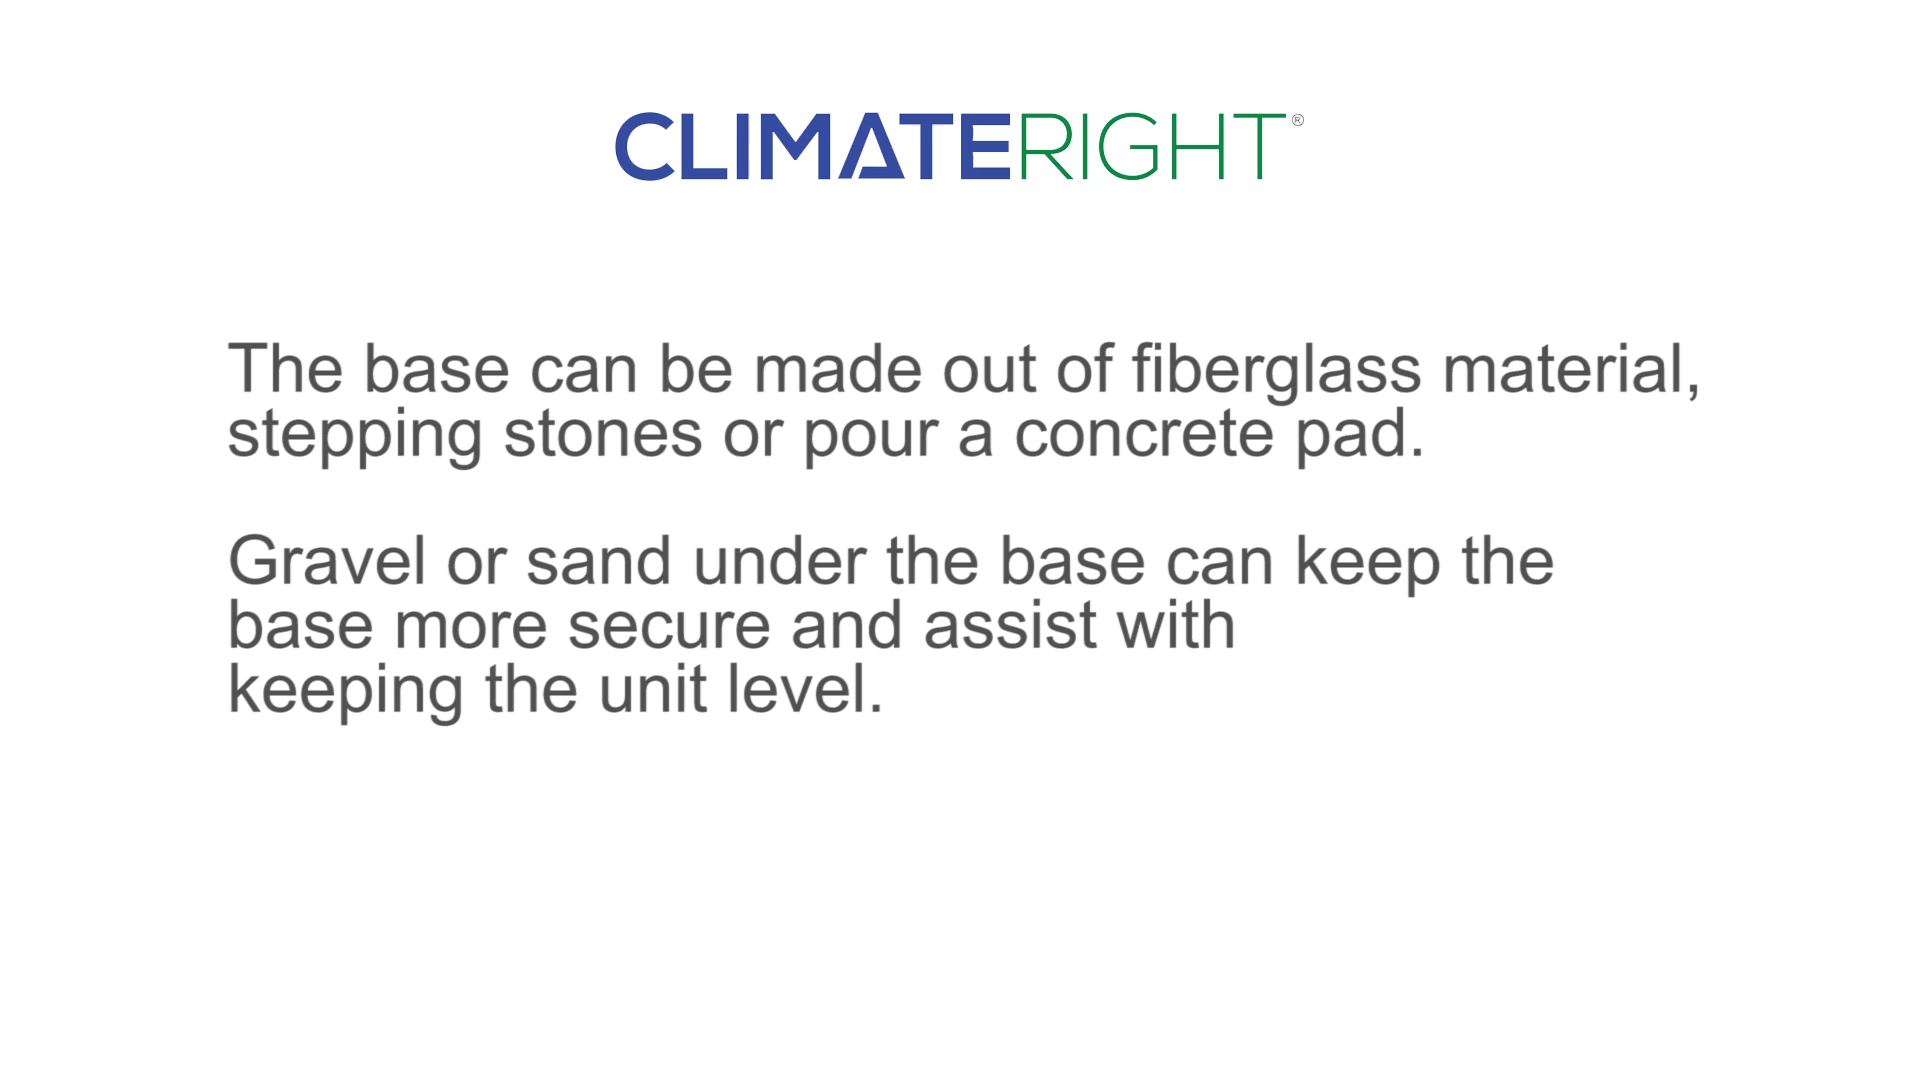 CLIMATERIGHT®
The base can be made out of fiberglass material,
stepping stones or pour a concrete pad.
Gravel or sand under the base can keep the
base more secure and assist with
keeping the unit level.